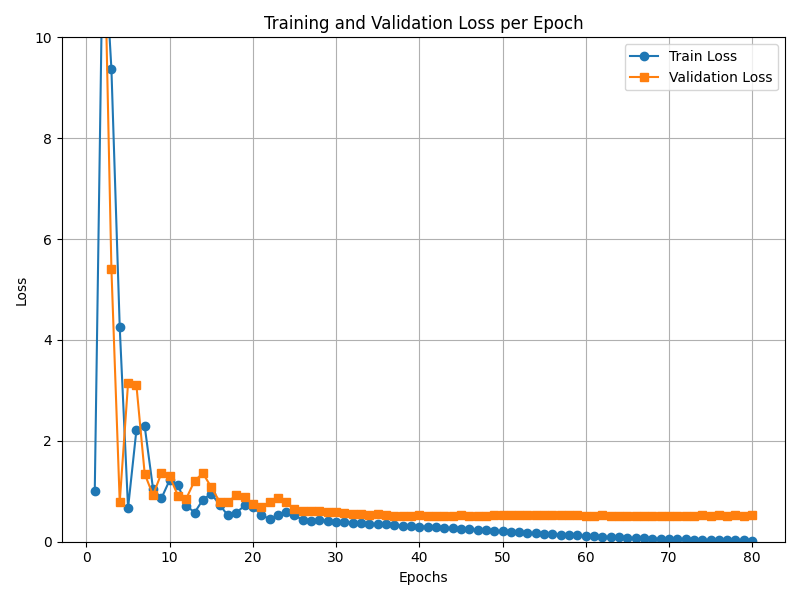 Training and Validation Loss per Epoch
Train Loss
Validation Loss
10
8
6
4
2
0
Loss
0 10 20 30 40 50 60 70 80
Epochs